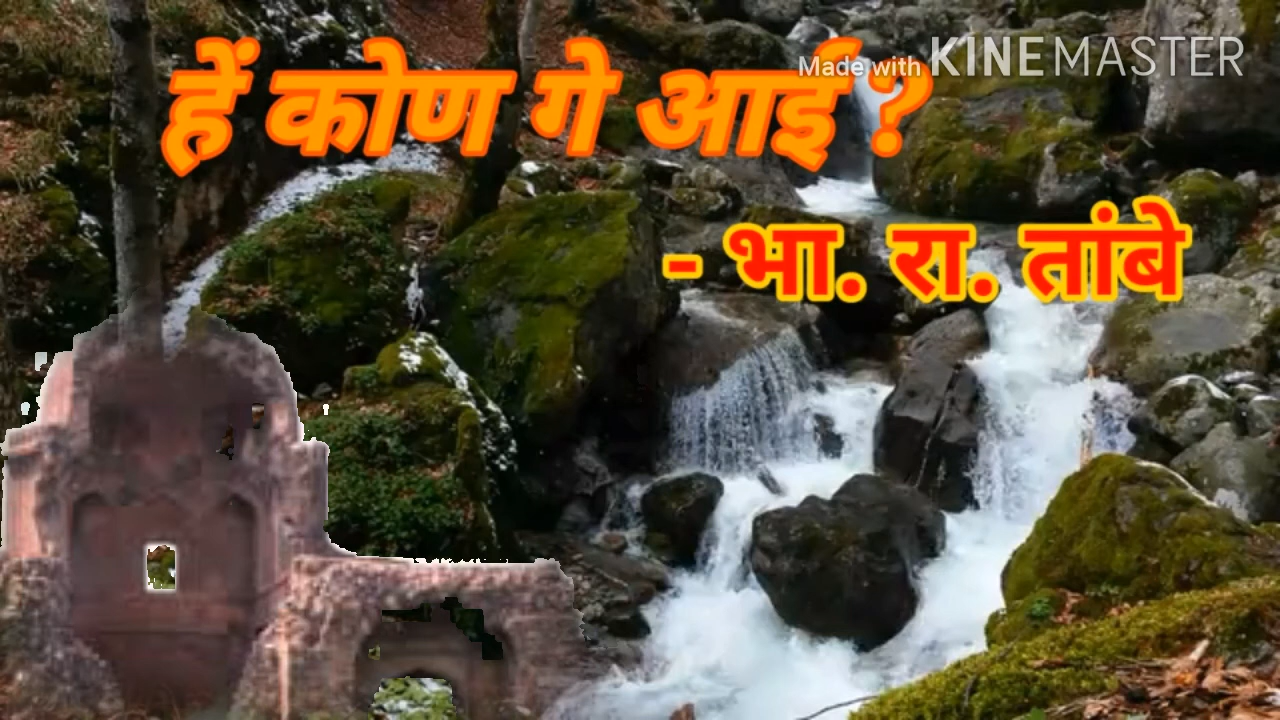 Made with KINEMASTER
हें कोण गे आई ?
- भा. रा. तांबे